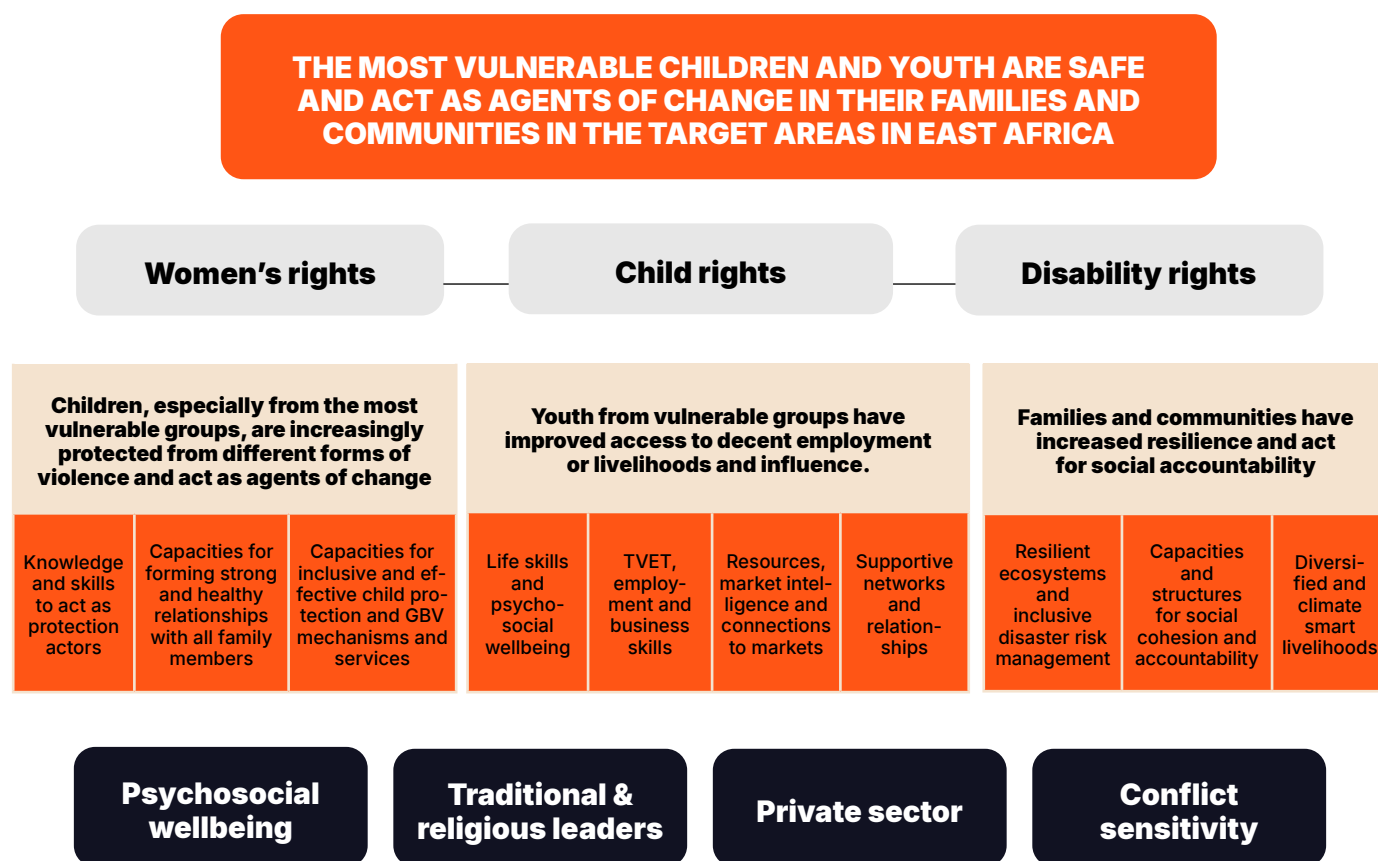 THE MOST VULNERABLE CHILDREN AND YOUTH ARE SAFE
AND ACT AS AGENTS OF CHANGE IN THEIR FAMILIES AND
COMMUNITIES IN THE TARGET AREAS IN EAST AFRICA
Women’s rights
Child rights
Disability rights
Children, especially from the most
vulnerable groups, are increasingly
protected from different forms of
violence and act as agents of change
Youth from vulnerable groups have
improved access to decent employment
or livelihoods and influence.
Families and communities have
increased resilience and act
for social accountability
Knowledge
and skills
to act as
protection
actors
Capacities for
forming strong
and healthy
relationships
with all family
members
Capacities for
inclusive and ef-
fective child pro-
tection and GBV
mechanisms and
services
Life skills
and
psycho-
social
wellbeing
TVET,
employ-
ment and
business
skills
Resources,
market intel-
ligence and
connections
to markets
Supportive
networks
and
relation-
ships
Resilient
ecosystems
and
inclusive
disaster risk
management
Capacities
and
structures
for social
cohesion and
accountability
Diversi-
fied and
climate
smart
livelihoods
Psychosocial
wellbeing
Traditional &
religious leaders
Private sector
Conflict
sensitivity